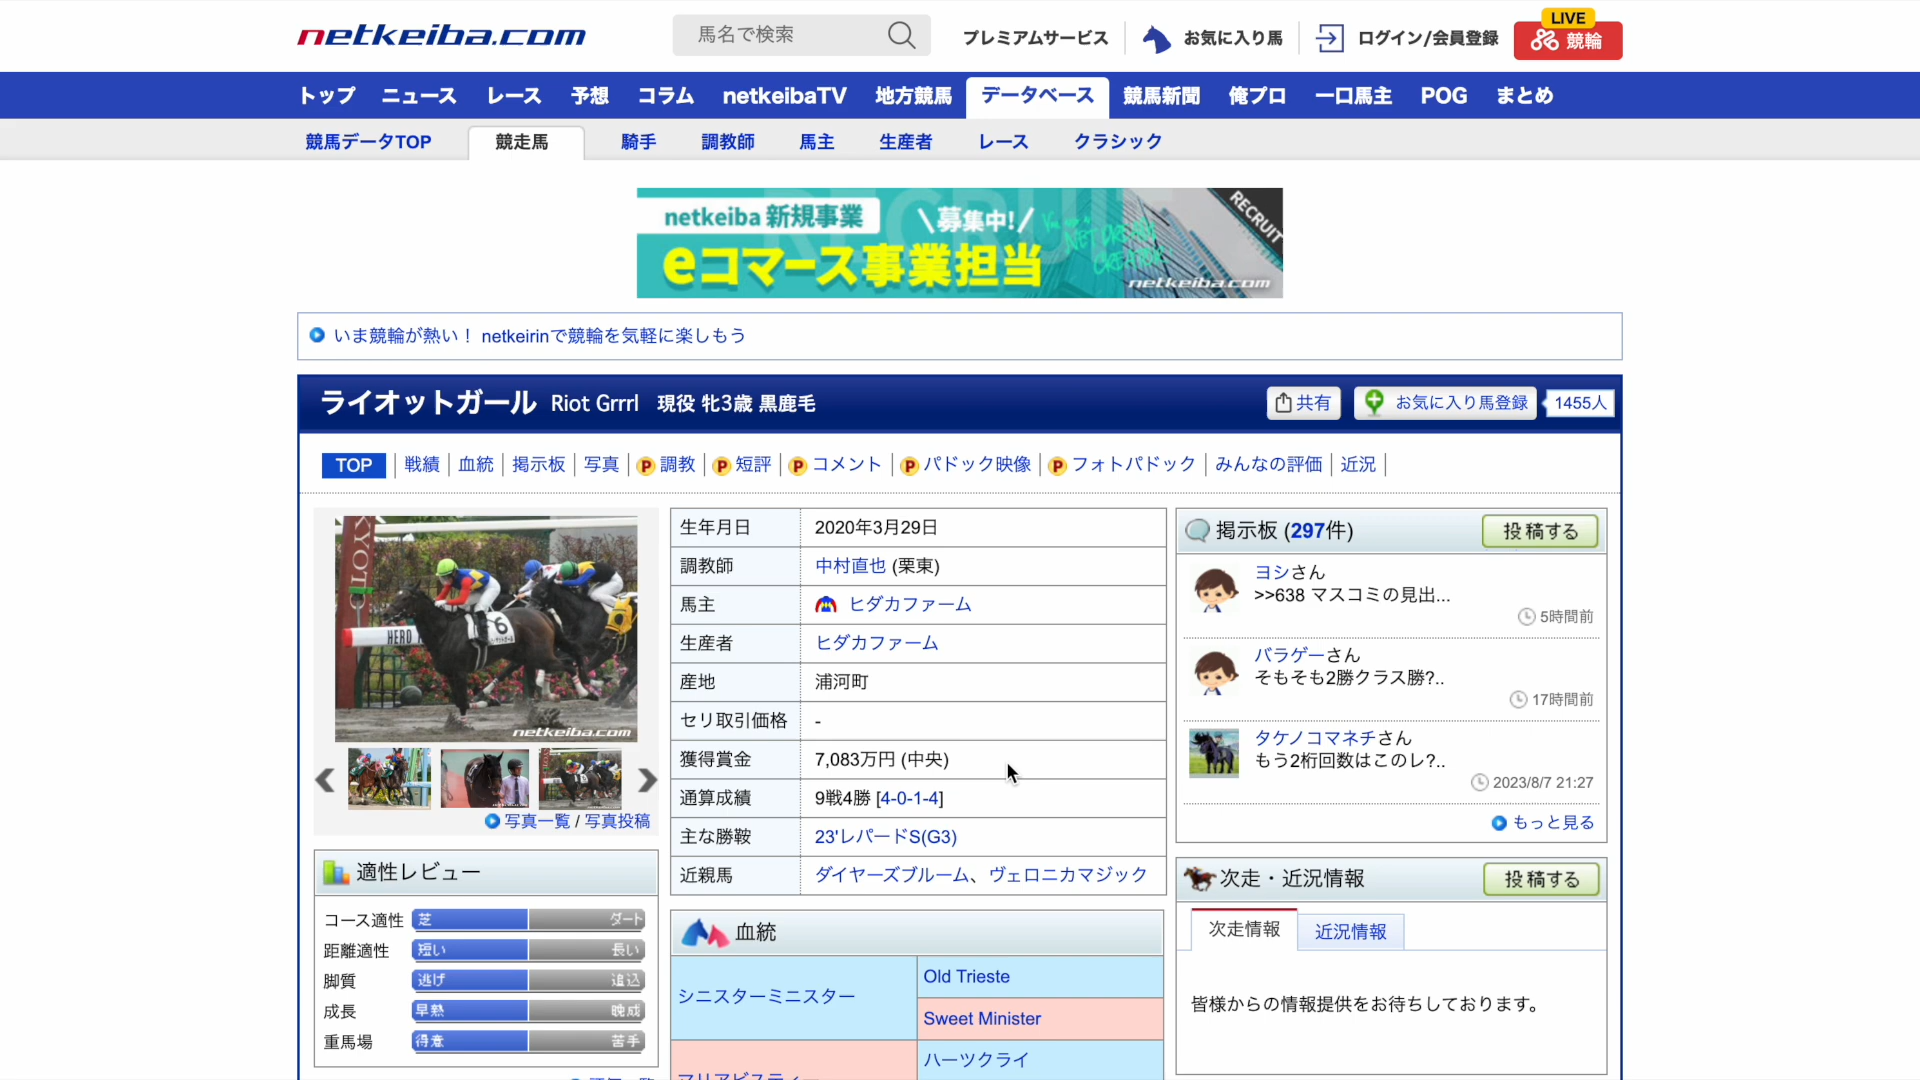 netkeiba.com
馬名で検索
プレミアムサービス
お気に入り馬
ログイン/会員登録
LIVE
競輪
トップ ニュース レース 予想 コラム netkeibaTV 地方競馬 データベース 競馬新聞 俺プロ 一口馬主 POG まとめ
競馬データTOP 競走馬 騎手 調教師 馬主 生産者 レース クラシック
netkeiba 新規事業
\募集中!/
eコマース事業担当
RECRUIT
netkeiba.com
いま競輪が熱い! netkeirinで競輪を気軽に楽しもう
ライオットガール Riot Grrrl 現役 牝3歳 黒鹿毛
共有
お気に入り馬登録
1455人
TOP 戦績 血統 掲示板 写真 P 調教 P 短評 P コメント P パドック映像 P フォトパドック みんなの評価 近況
KYOTO
HERO
6
netkeiba.com
写真一覧 / 写真投稿
適性レビュー
コース適性 芝 ダート
距離適性 短い 長い
脚質 逃げ 追込
成長 早熟 晩成
重馬場 得意 苦手
生年月日 2020年3月29日
調教師 中村直也 (栗東)
馬主 ヒダカファーム
生産者 ヒダカファーム
産地 浦河町
セリ取引価格 -
獲得賞金 7,083万円 (中央)
通算成績 9戦4勝 [4-0-1-4]
主な勝鞍 23'レパードS(G3)
近親馬 ダイヤーズブルーム、ヴェロニカマジック
血統
シニスターミニスター
Old Trieste
Sweet Minister
ハーツクライ
掲示板 (297件)
投稿する
ヨシさん
>>638 マスコミの見出...
5時間前
バラゲーさん
そもそも2勝クラス勝?..
17時間前
タケノコマネチさん
もう2桁回数はこのレ?..
2023/8/7 21:27
もっと見る
次走・近況情報
投稿する
次走情報
近況情報
皆様からの情報提供をお待ちしております。